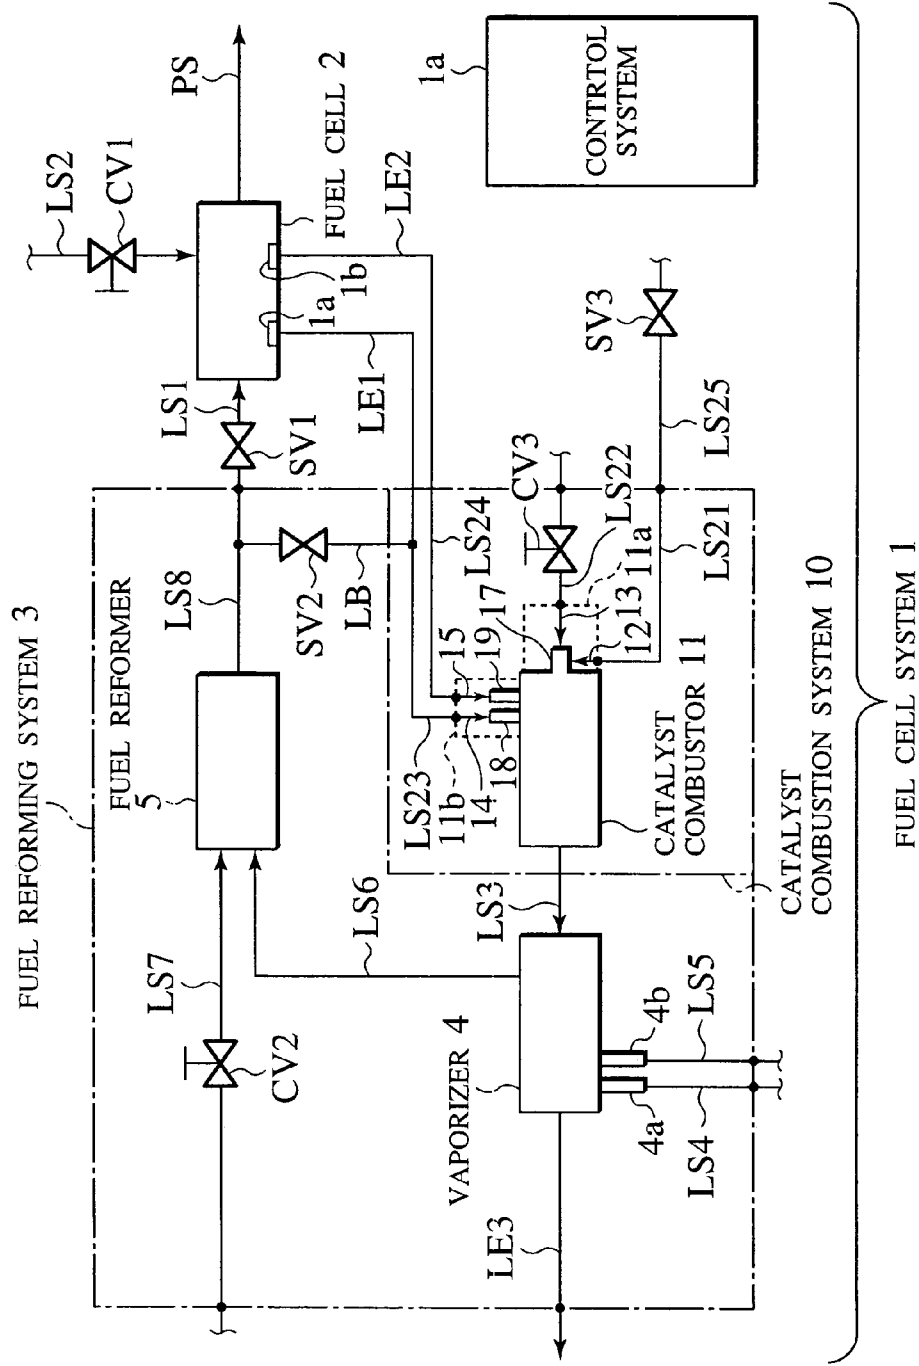 FUEL REFORMING SYSTEM 3
LS7
CV2
LS6
FUEL REFORMER
5
LS8
SV2
LB
LS1
SV1
LS2
CV1
PS
FUEL CELL 2
1a
1b
LE1
LE2
1a
CONTRTOL
SYSTEM
SV3
LS25
CV3
LS22
LS24
LS21
11a
17
13
12
15
19
LS23
11b
14
18
CATALYST
COMBUSTOR 11
LS3
CATALYST
COMBUSTION SYSTEM 10
VAPORIZER 4
4b
LS5
4a
LS4
LE3
FUEL CELL SYSTEM 1